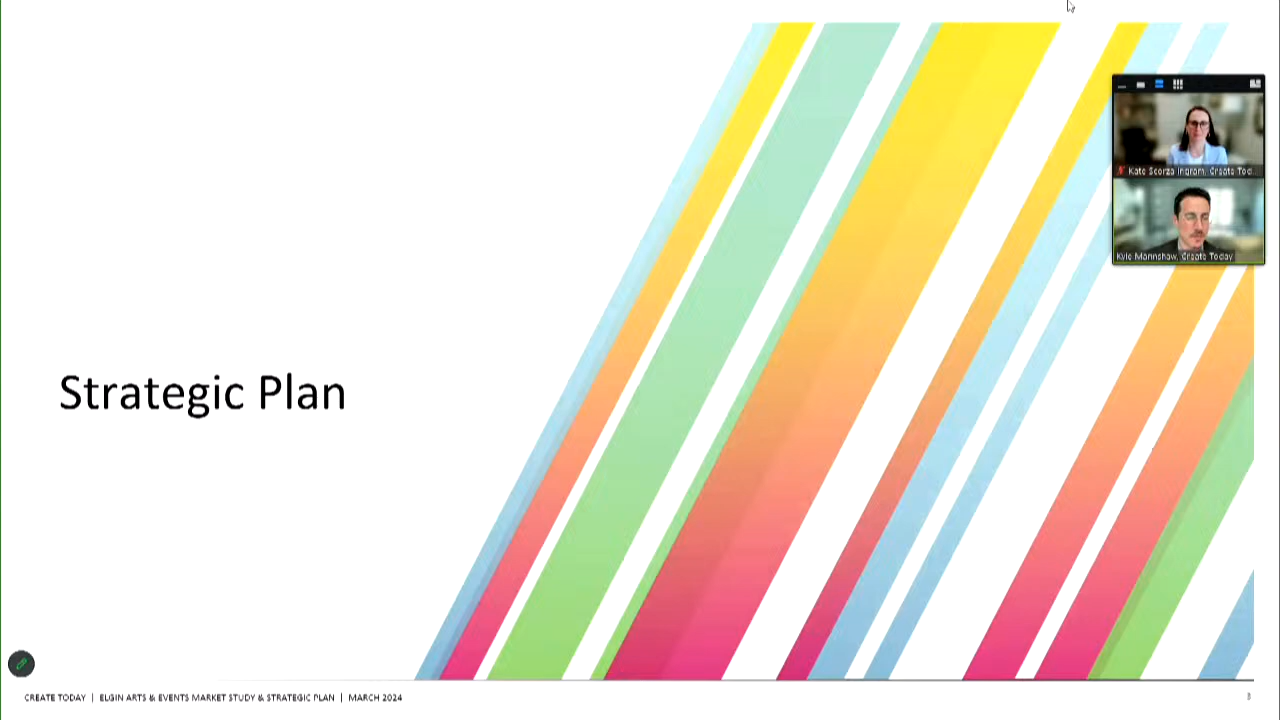 Kate Scorza Ingram, Create Tod...
Kyle Mannshaw, Create Today
Strategic Plan
CREATE TODAY | ELGIN ARTS & EVENTS MARKET STUDY & STRATEGIC PLAN | MARCH 2024
3